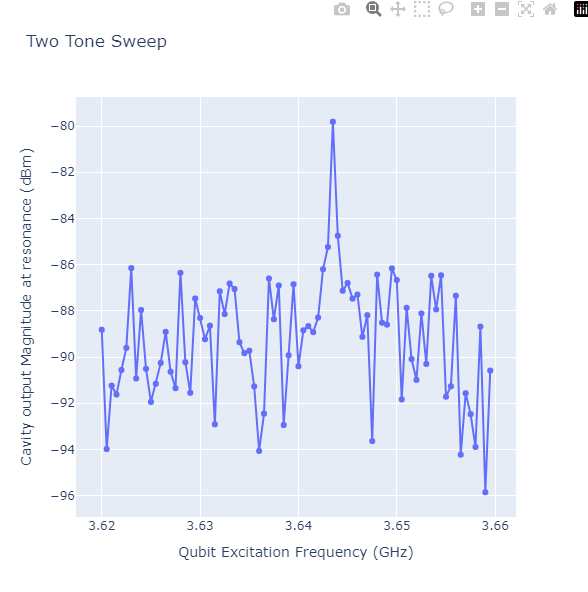 Two Tone Sweep
Cavity output Magnitude at resonance (dBm)
−80
−82
−84
−86
−88
−90
−92
−94
−96
3.62 3.63 3.64 3.65 3.66
Qubit Excitation Frequency (GHz)